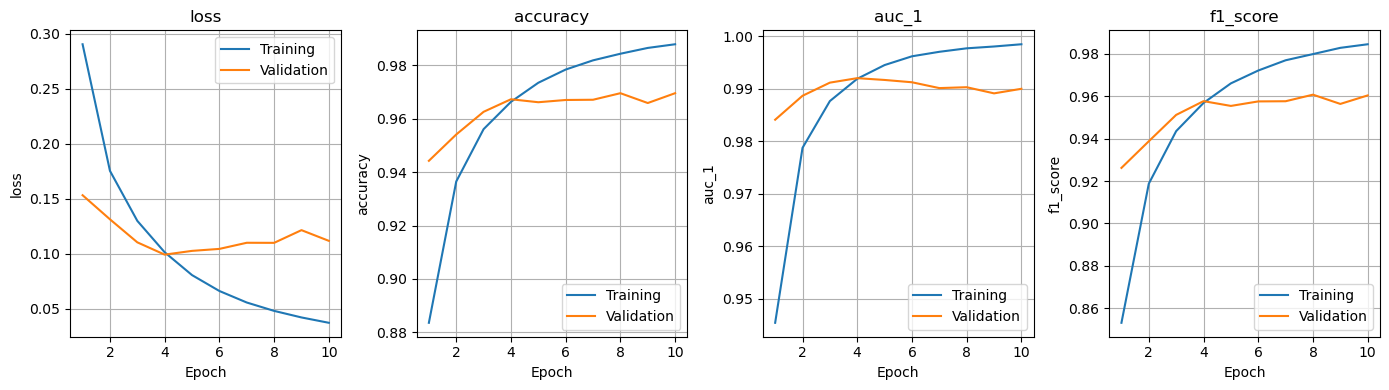 loss
0.30
0.25
0.20
0.15
0.10
0.05
loss
2 4 6 8 10
Epoch
Training
Validation
accuracy
0.98
0.96
0.94
0.92
0.90
0.88
accuracy
2 4 6 8 10
Epoch
Training
Validation
auc_1
1.00
0.99
0.98
0.97
0.96
0.95
auc_1
2 4 6 8 10
Epoch
Training
Validation
f1_score
0.98
0.96
0.94
0.92
0.90
0.88
0.86
f1_score
2 4 6 8 10
Epoch
Training
Validation